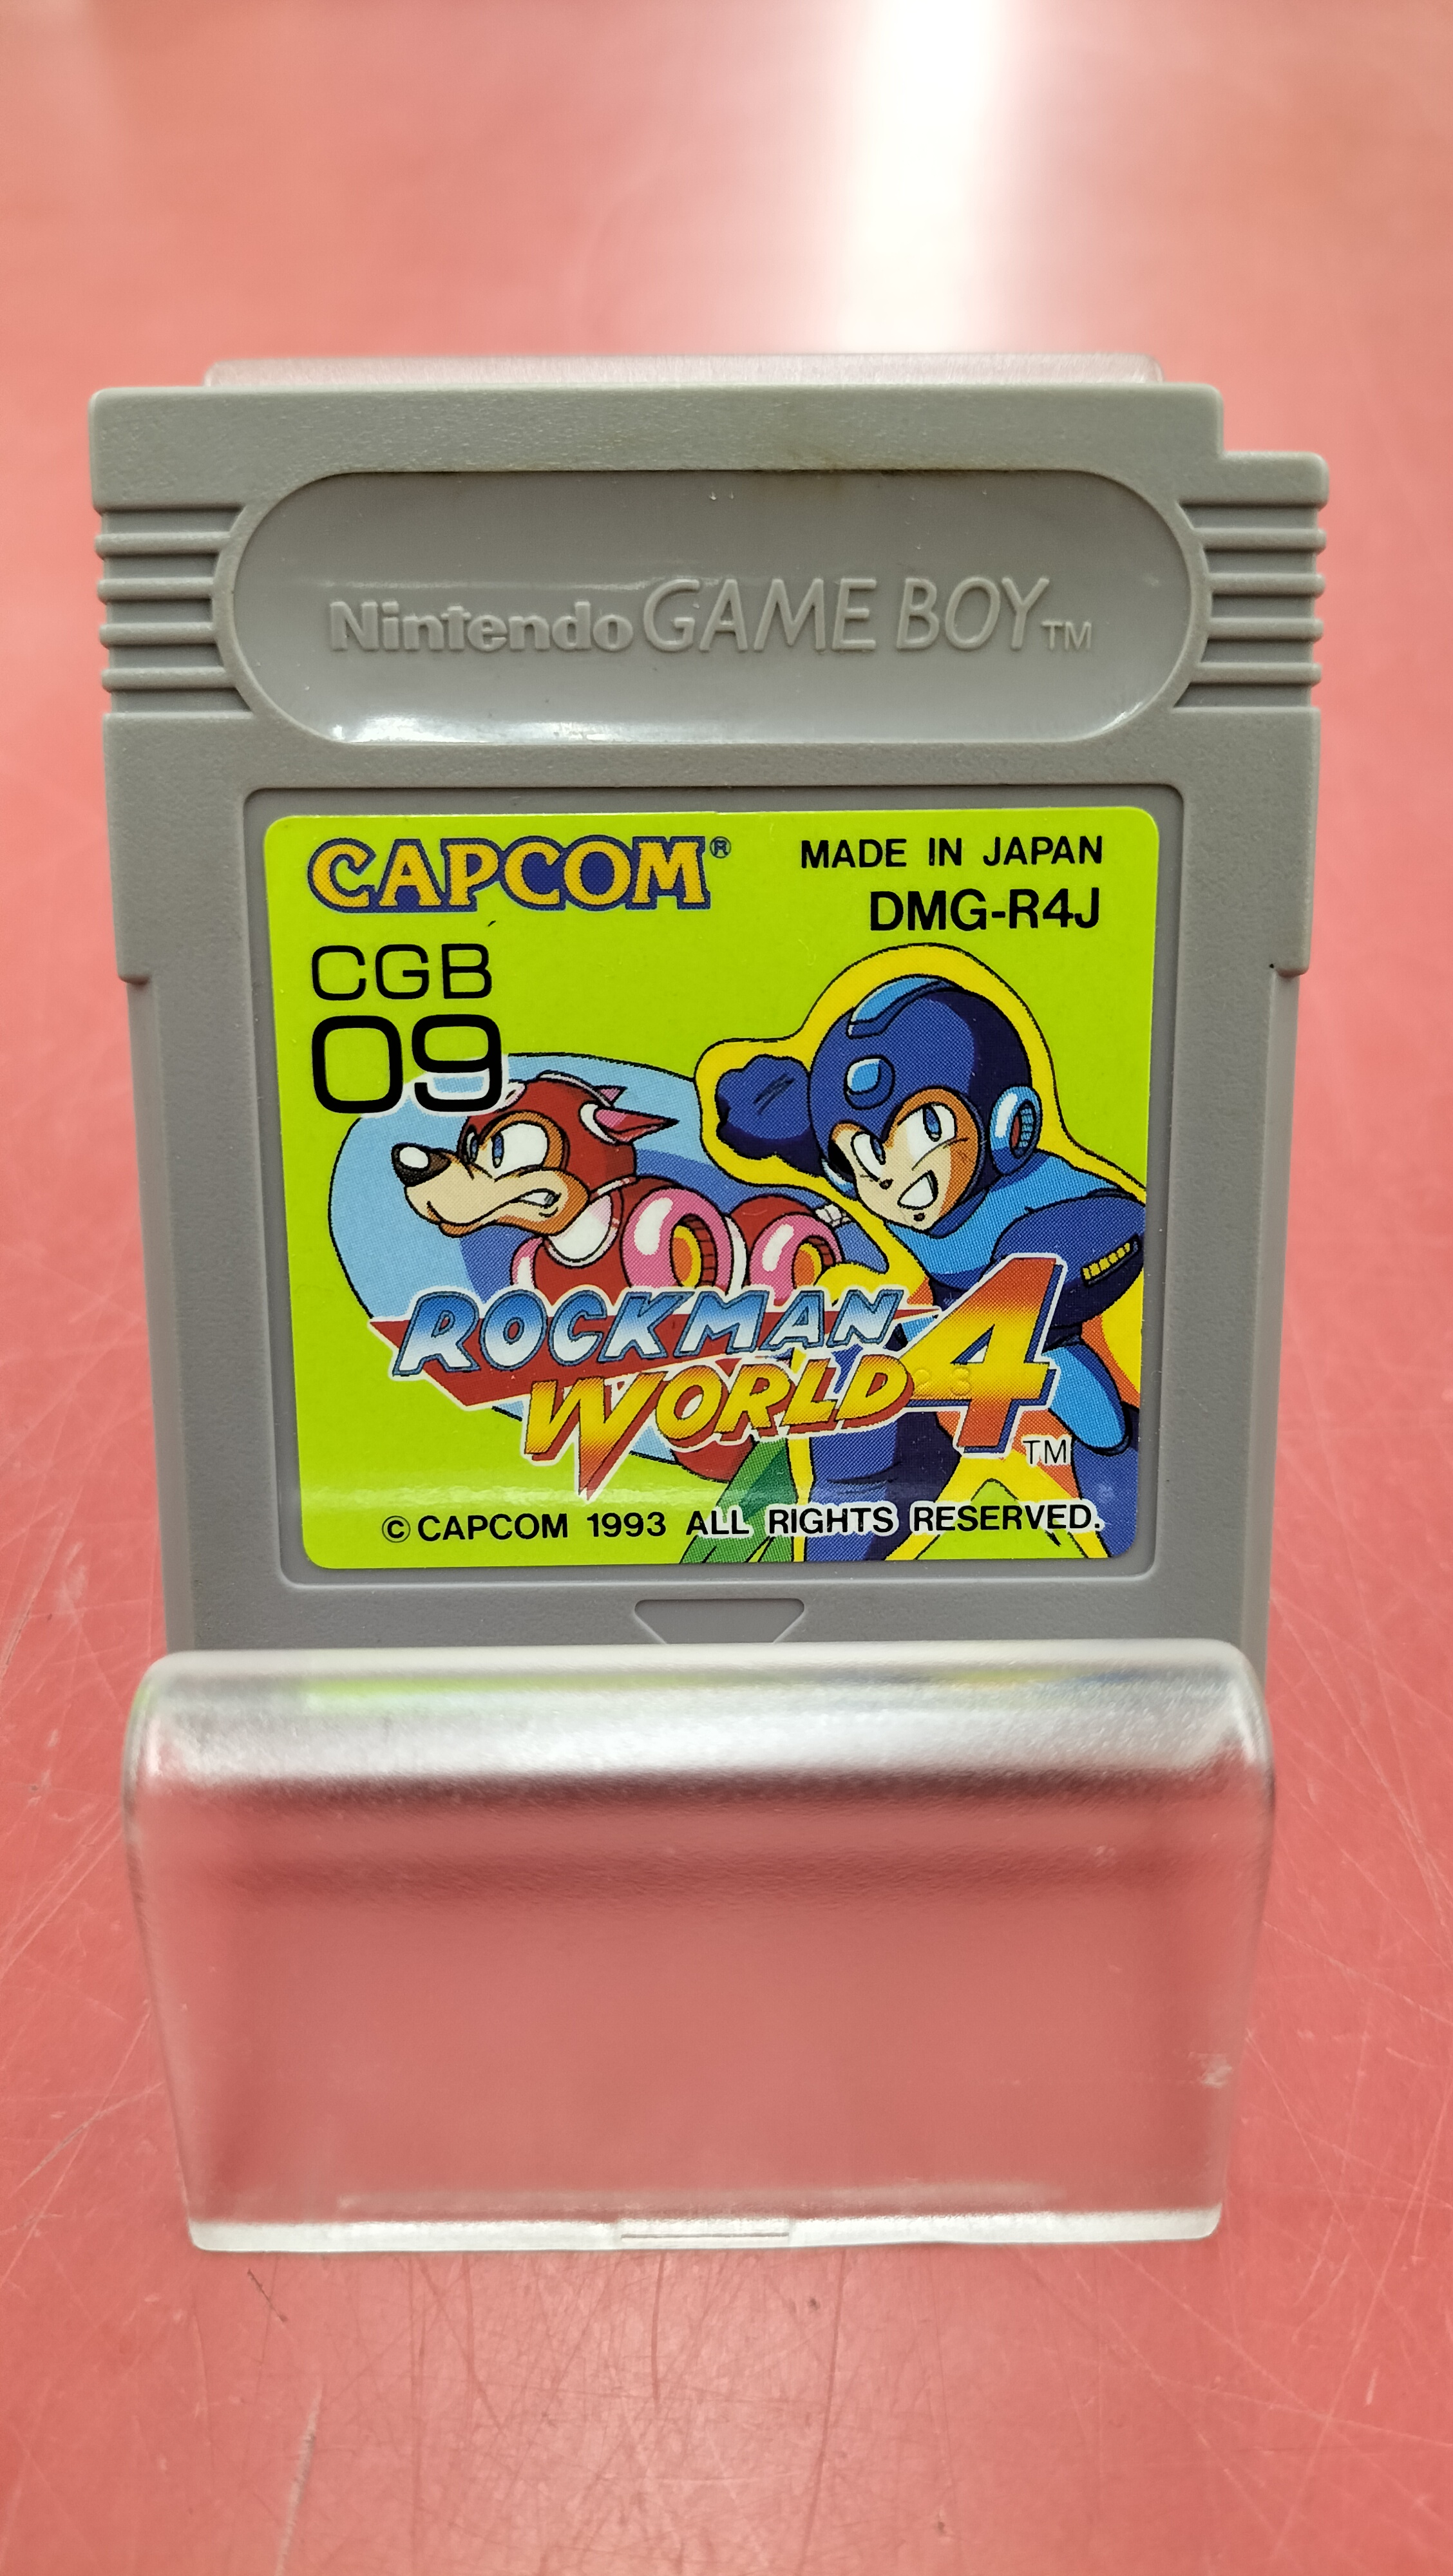 Nintendo GAME BOY TM
CAPCOM®
MADE IN JAPAN
DMG-R4J
CGB
09
ROCKMAN
WORLD 4
TM
23
© CAPCOM 1993 ALL RIGHTS RESERVED.